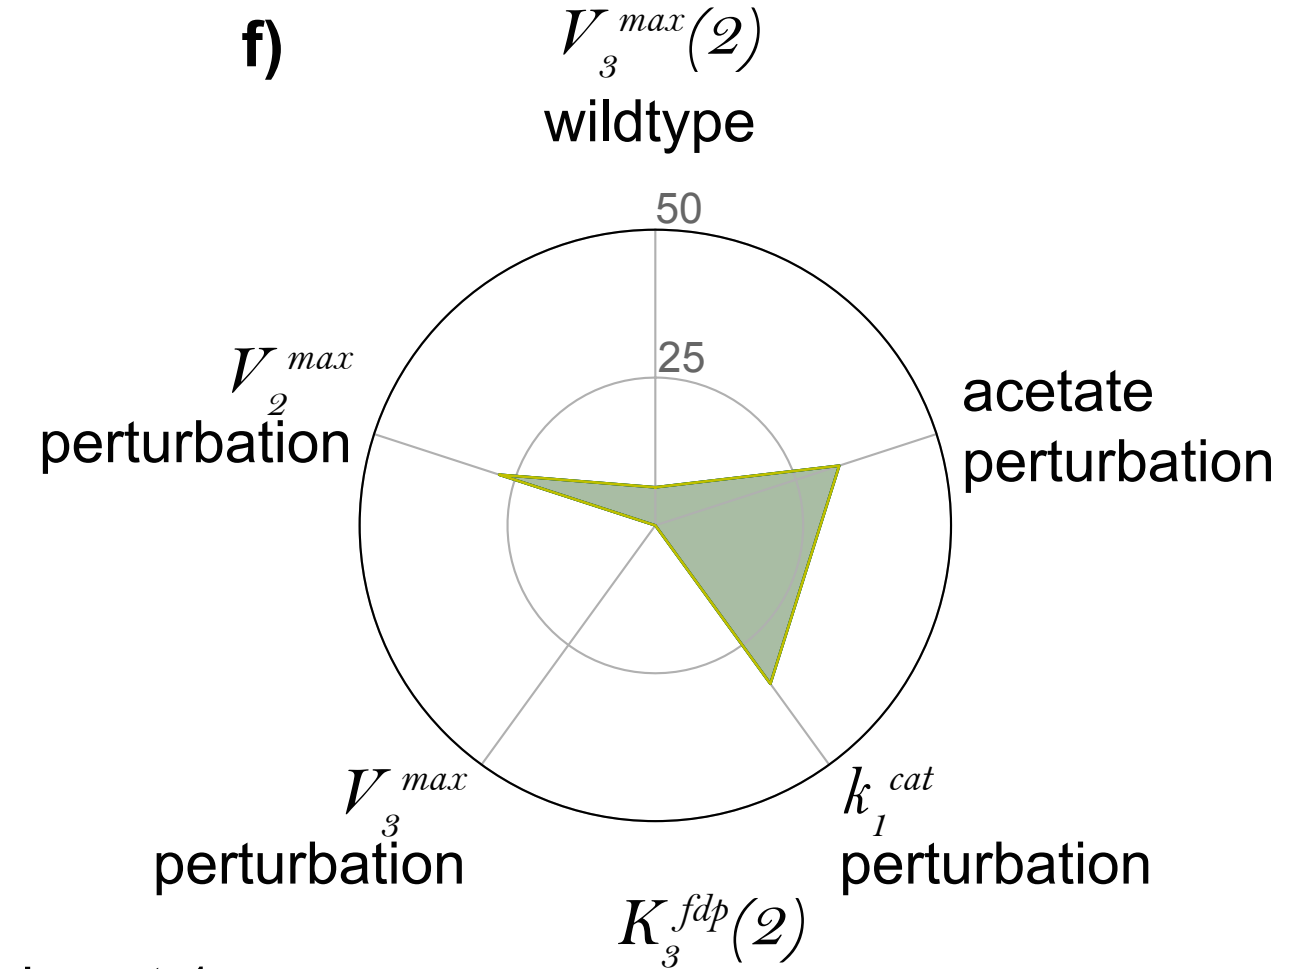 f)
V₃ᵐᵃˣ(2)
wildtype
50
25
V₂ᵐᵃˣ
perturbation
acetate
perturbation
V₃ᵐᵃˣ
perturbation
k₁ᶜᵃᵗ
perturbation
K₃ᶠᵈᵖ(2)